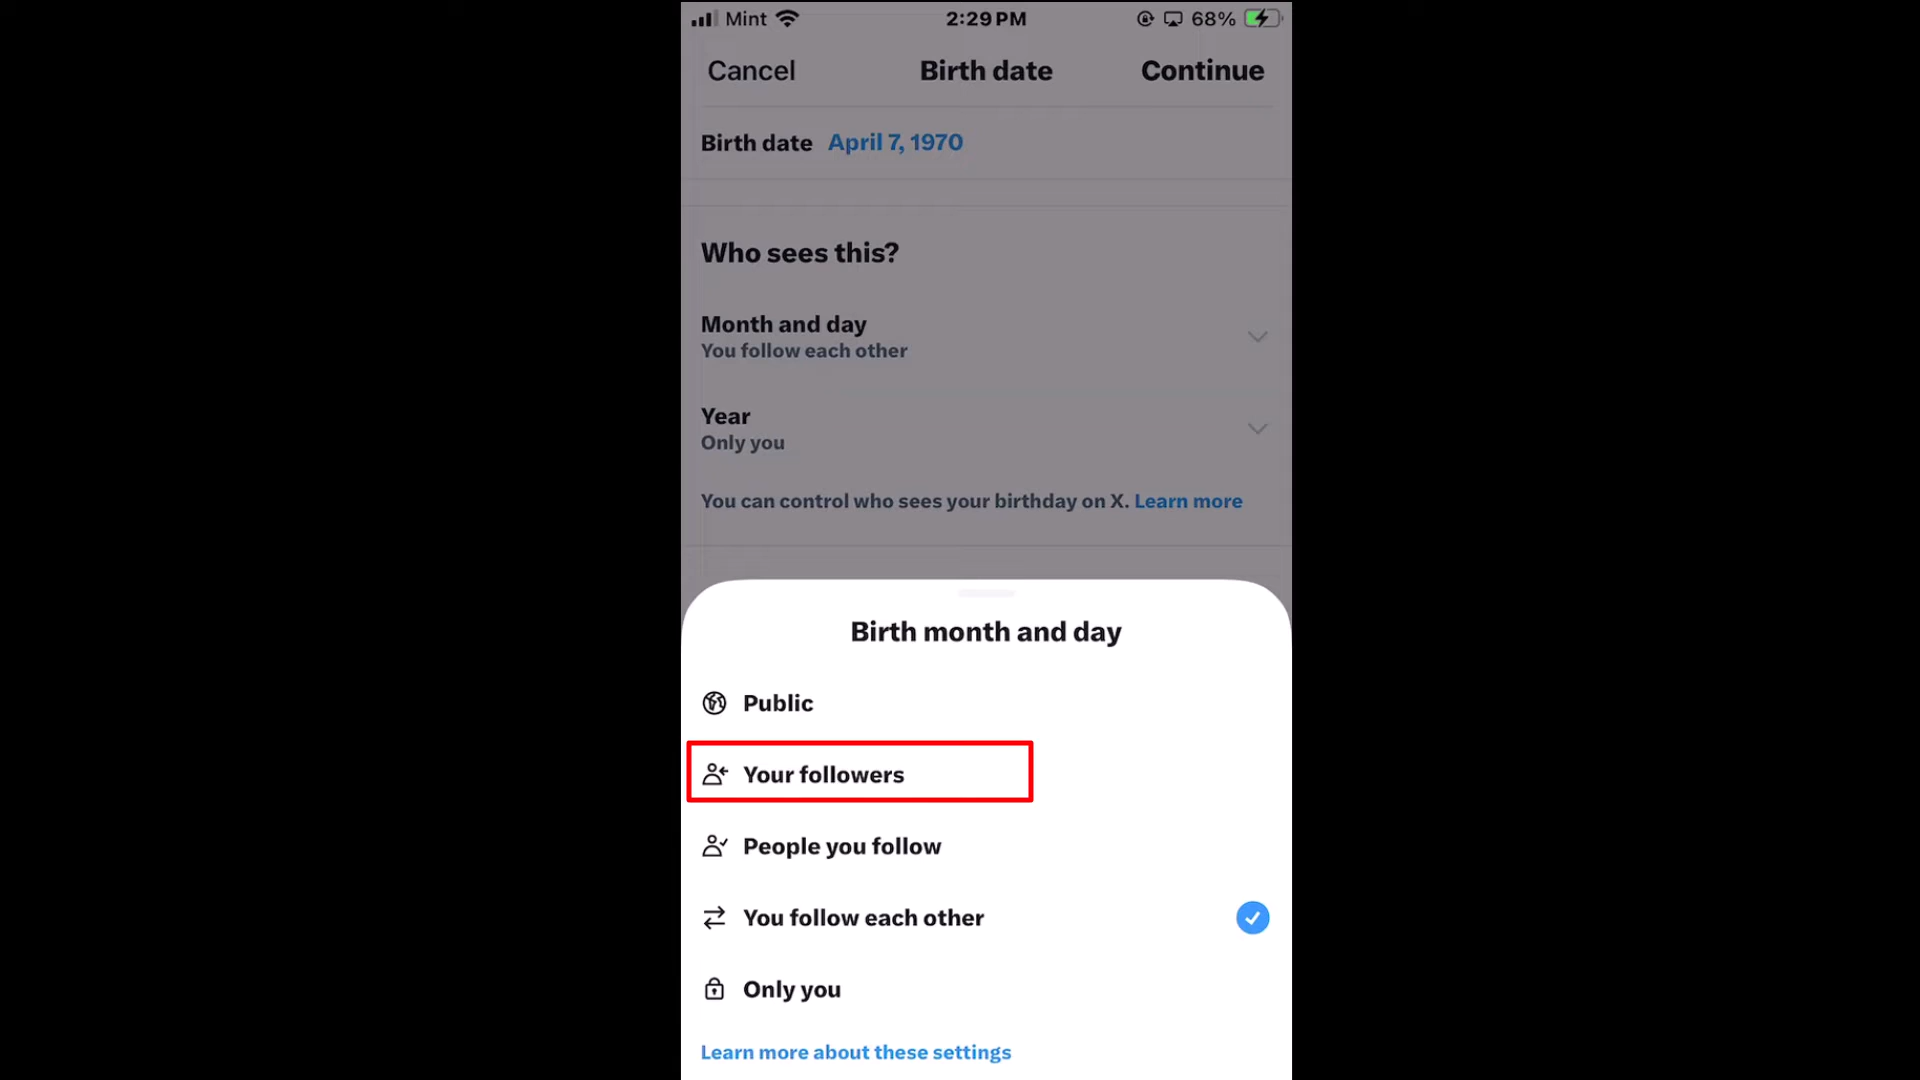 Mint 2:29 PM 68%
Cancel Birth date Continue
Birth date April 7, 1970
Who sees this?
Month and day
You follow each other
Year
Only you
You can control who sees your birthday on X. Learn more
Birth month and day
Public
Your followers
People you follow
You follow each other
Only you
Learn more about these settings